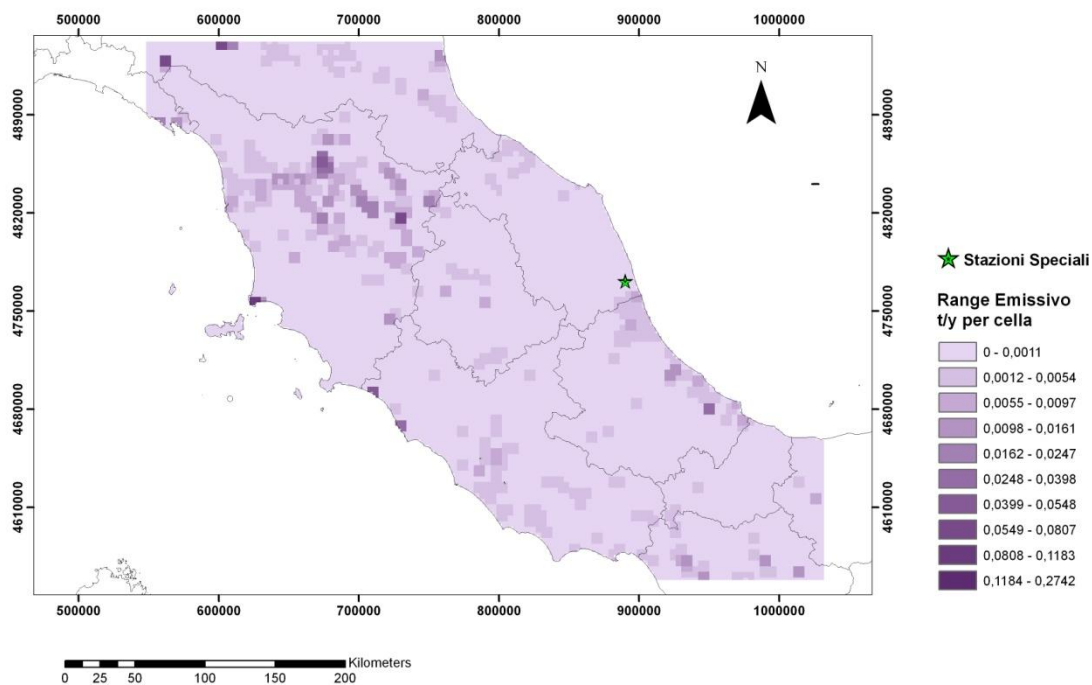 500000 600000 700000 800000 900000 1000000
N
4890000 4890000
4820000 4820000
4750000 4750000
4680000 4680000
4610000 4610000
500000 600000 700000 800000 900000 1000000
Stazioni Speciali
Range Emissivo
t/y per cella
0 - 0,0011
0,0012 - 0,0054
0,0055 - 0,0097
0,0098 - 0,0161
0,0162 - 0,0247
0,0248 - 0,0398
0,0399 - 0,0548
0,0549 - 0,0807
0,0808 - 0,1183
0,1184 - 0,2742
Kilometers
0 25 50 100 150 200